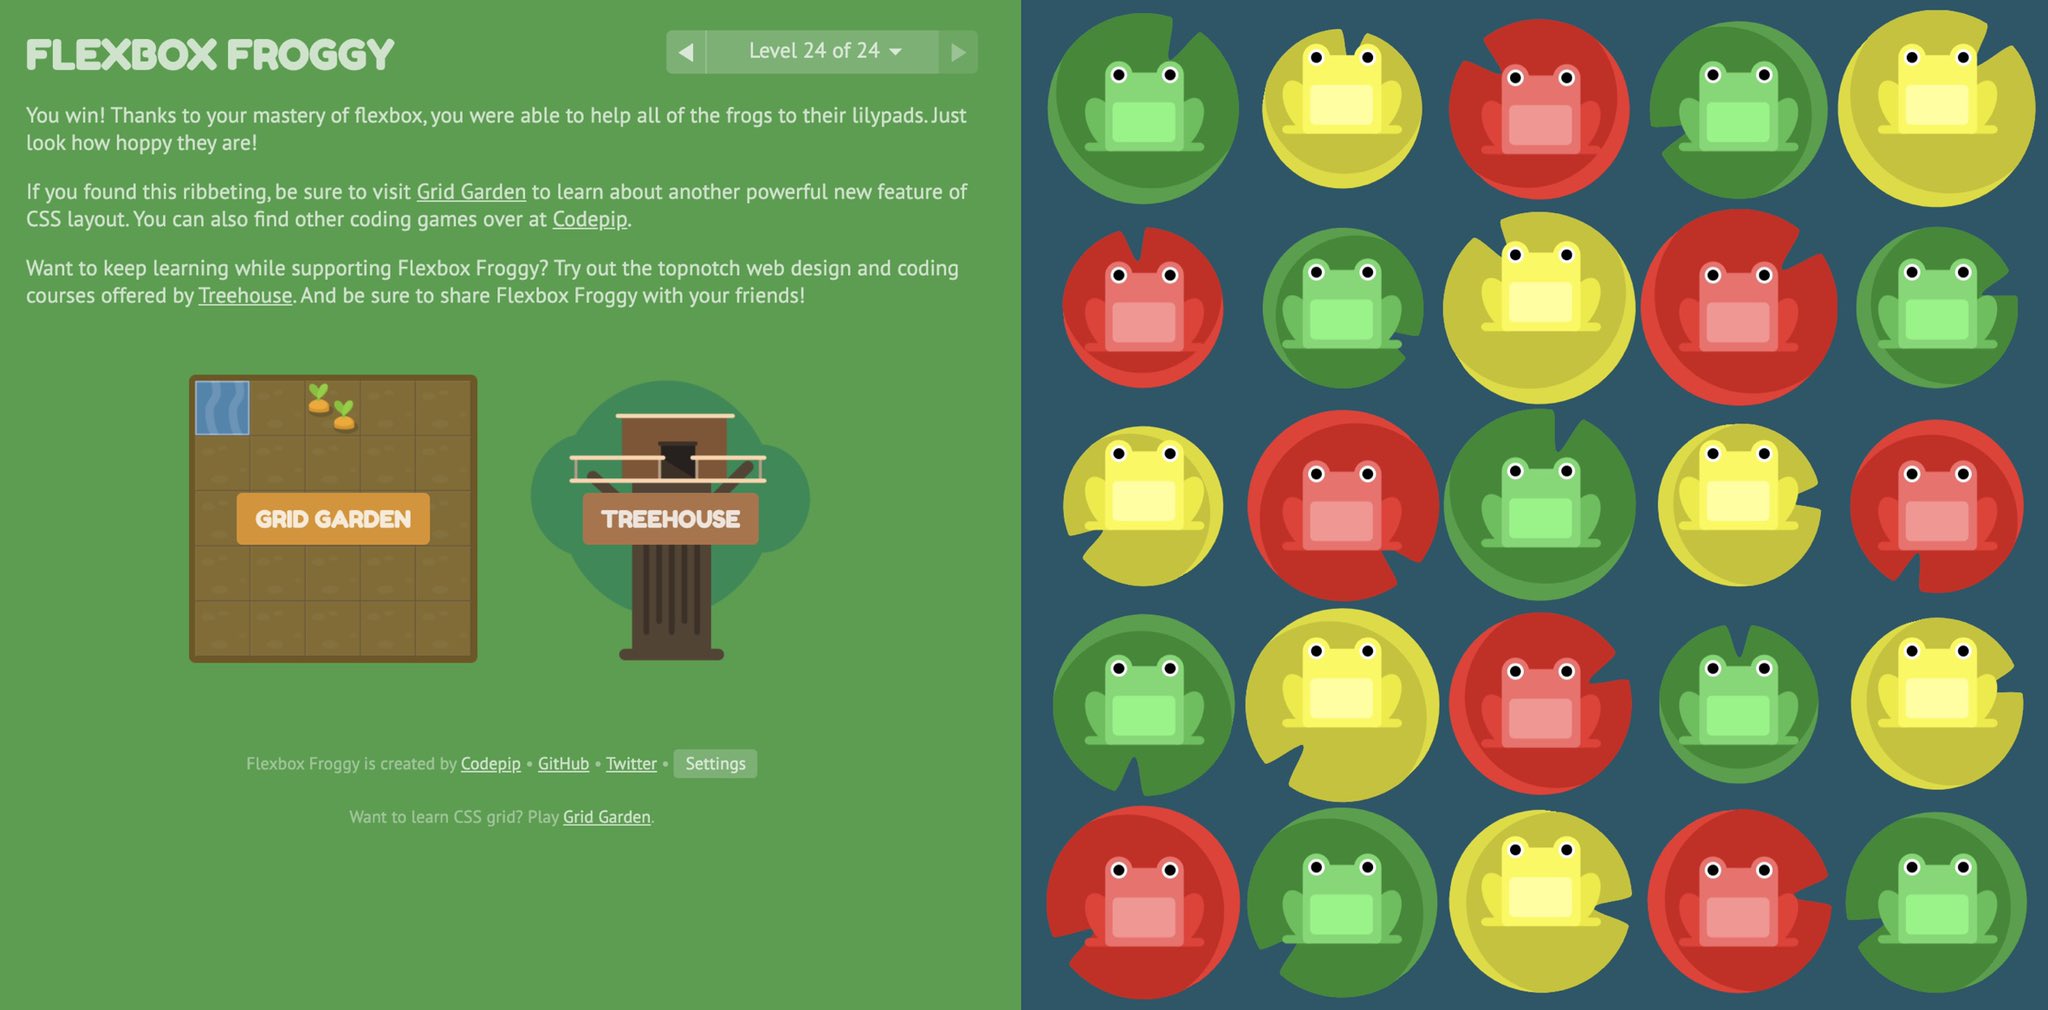 FLEXBOX FROGGY
Level 24 of 24
You win! Thanks to your mastery of flexbox, you were able to help all of the frogs to their lilypads. Just
look how hoppy they are!
If you found this ribbeting, be sure to visit Grid Garden to learn about another powerful new feature of
CSS layout. You can also find other coding games over at Codepip.
Want to keep learning while supporting Flexbox Froggy? Try out the topnotch web design and coding
courses offered by Treehouse. And be sure to share Flexbox Froggy with your friends!
GRID GARDEN
TREEHOUSE
Flexbox Froggy is created by Codepip • GitHub • Twitter • Settings
Want to learn CSS grid? Play Grid Garden.